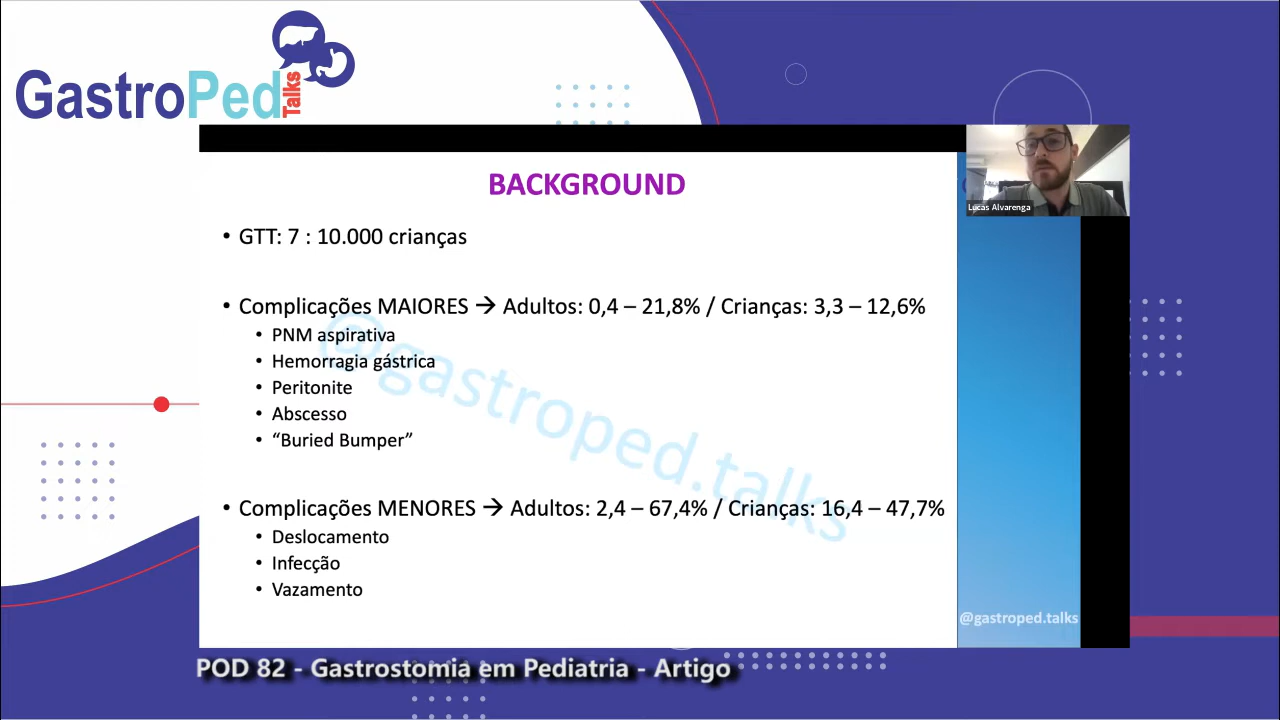 GastroPed
Talks
Lucas Alvarenga
BACKGROUND
• GTT: 7 : 10.000 crianças
• Complicações MAIORES → Adultos: 0,4 – 21,8% / Crianças: 3,3 – 12,6%
• PNM aspirativa
• Hemorragia gástrica
• Peritonite
• Abscesso
• “Buried Bumper”
• Complicações MENORES → Adultos: 2,4 – 67,4% / Crianças: 16,4 – 47,7%
• Deslocamento
• Infecção
• Vazamento
@gastroped.talks
@gastroped.talks
POD 82 - Gastrostomia em Pediatria - Artigo